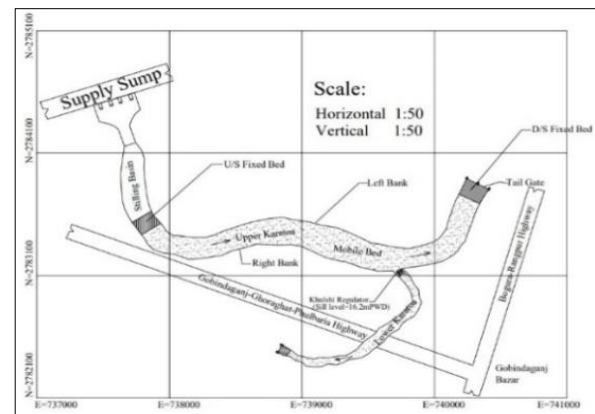 N=2785100
Supply Sump
Scale:
Horizontal 1:50
Vertical 1:50
D/S Fixed Bed
N=2784100
U/S Fixed Bed
Left Bank
Tail Gate
Stilling Basin
Upper Karatoa
Mobile Bed
Right Bank
N=2783100
Bogura-Rangpur Highway
Gobindaganj-Ghoraghat-Phulbaria Highway
Khulshi Regulator
(Sill level=16.2mPWD)
Lower Karatoa
Gobindaganj
Bazar
N=2782100
E=737000
E=738000
E=739000
E=740000
E=741000